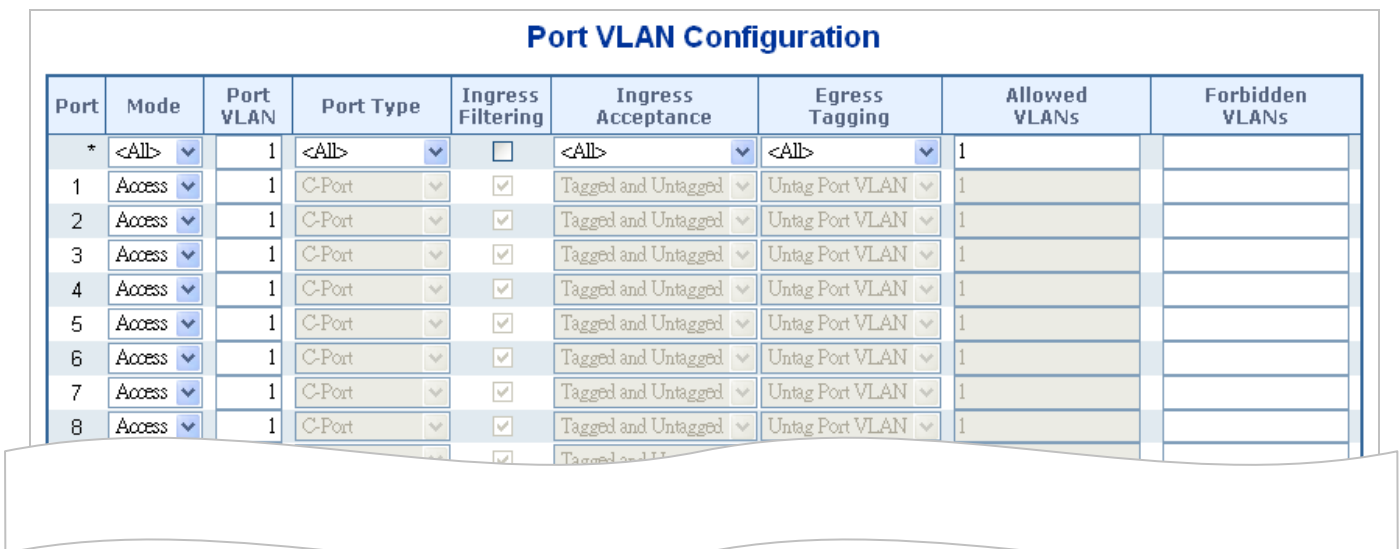 Port VLAN Configuration
Port Mode Port VLAN Port Type Ingress Filtering Ingress Acceptance Egress Tagging Allowed VLANs Forbidden VLANs
* <All> 1 <All> <All> <All> 1
1 Access 1 C-Port Tagged and Untagged Untag Port VLAN 1
2 Access 1 C-Port Tagged and Untagged Untag Port VLAN 1
3 Access 1 C-Port Tagged and Untagged Untag Port VLAN 1
4 Access 1 C-Port Tagged and Untagged Untag Port VLAN 1
5 Access 1 C-Port Tagged and Untagged Untag Port VLAN 1
6 Access 1 C-Port Tagged and Untagged Untag Port VLAN 1
7 Access 1 C-Port Tagged and Untagged Untag Port VLAN 1
8 Access 1 C-Port Tagged and Untagged Untag Port VLAN 1
Tagged and